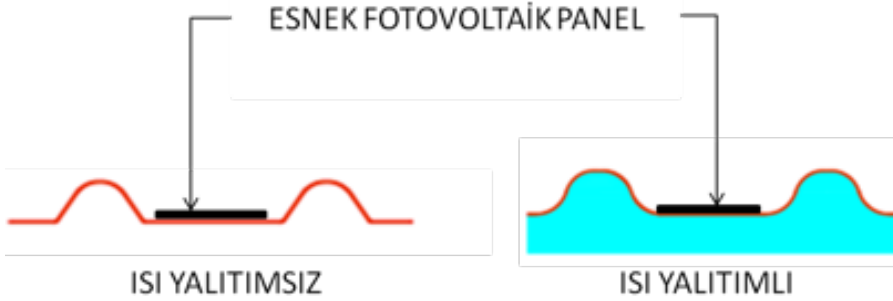 ESNEK FOTOVOLTAİK PANEL
ISI YALITIMSIZ
ISI YALITIMLI